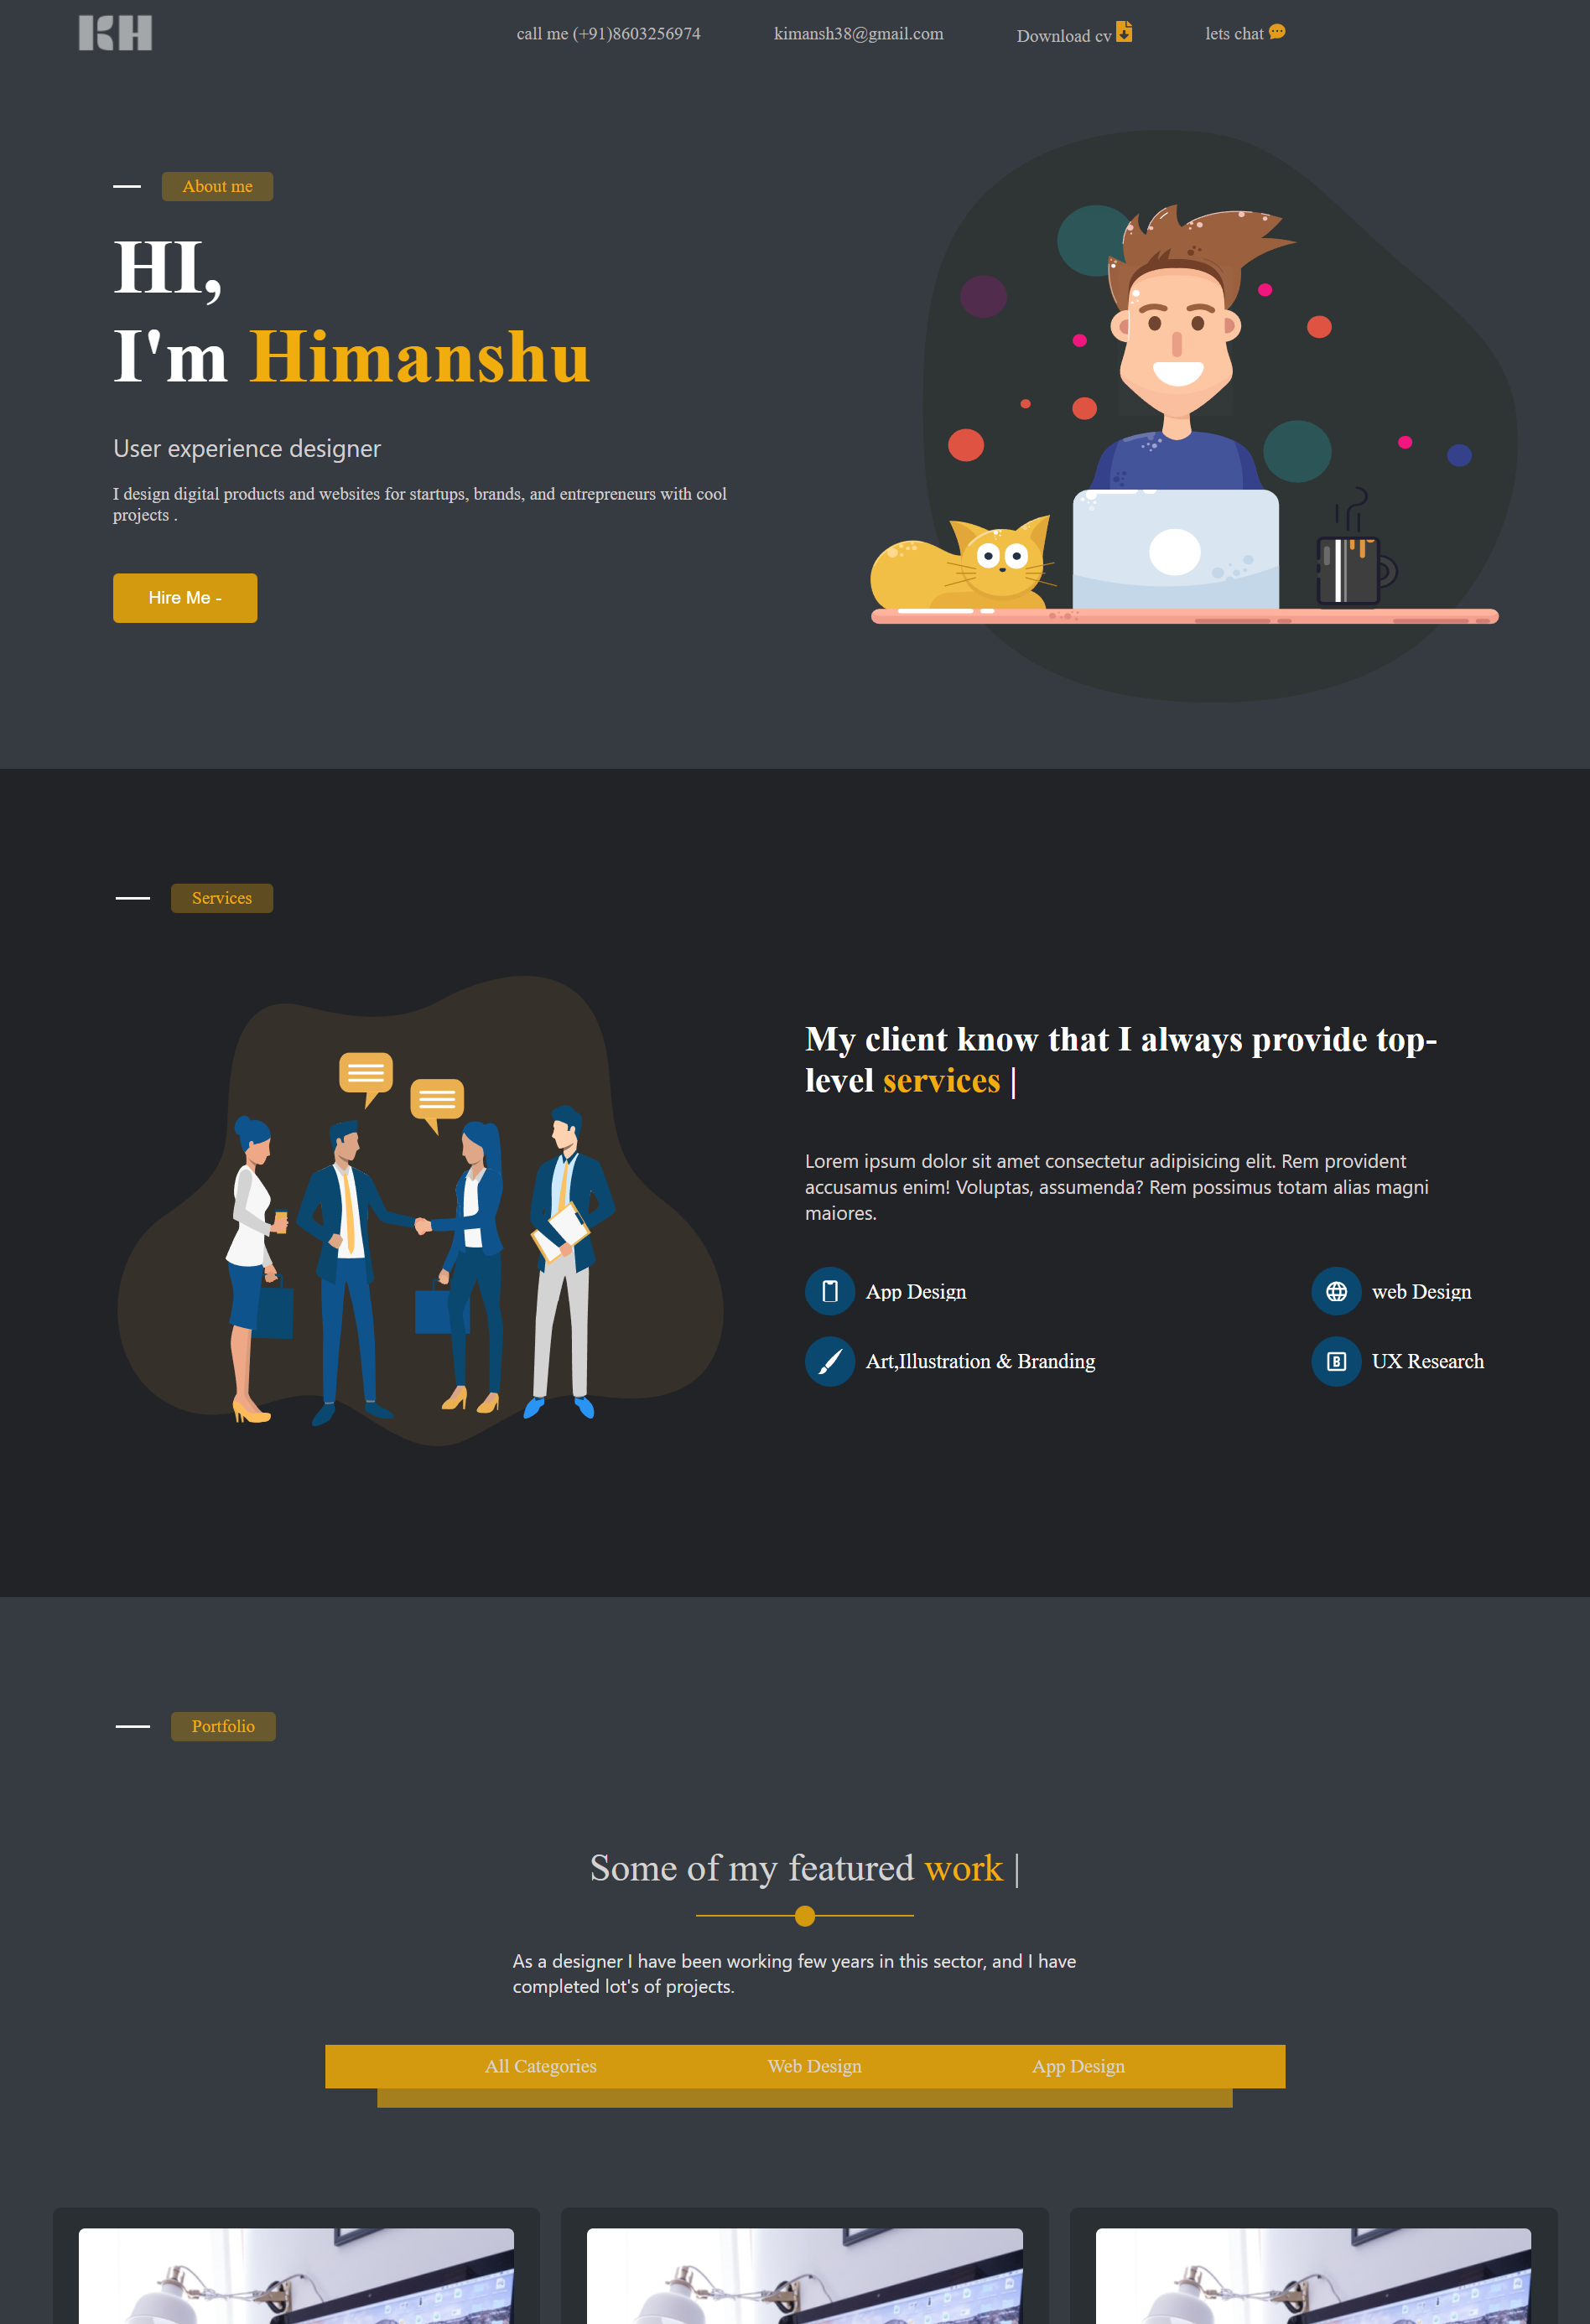 KH
call me (+91)8603256974
kimansh38@gmail.com
Download cv
lets chat
About me
HI,
I'm Himanshu
User experience designer
I design digital products and websites for startups, brands, and entrepreneurs with cool
projects .
Hire Me -
Services
My client know that I always provide top-
level services |
Lorem ipsum dolor sit amet consectetur adipisicing elit. Rem provident
accusamus enim! Voluptas, assumenda? Rem possimus totam alias magni
maiores.
App Design
web Design
Art,Illustration & Branding
B
UX Research
Portfolio
Some of my featured work |
As a designer I have been working few years in this sector, and I have
completed lot's of projects.
All Categories
Web Design
App Design